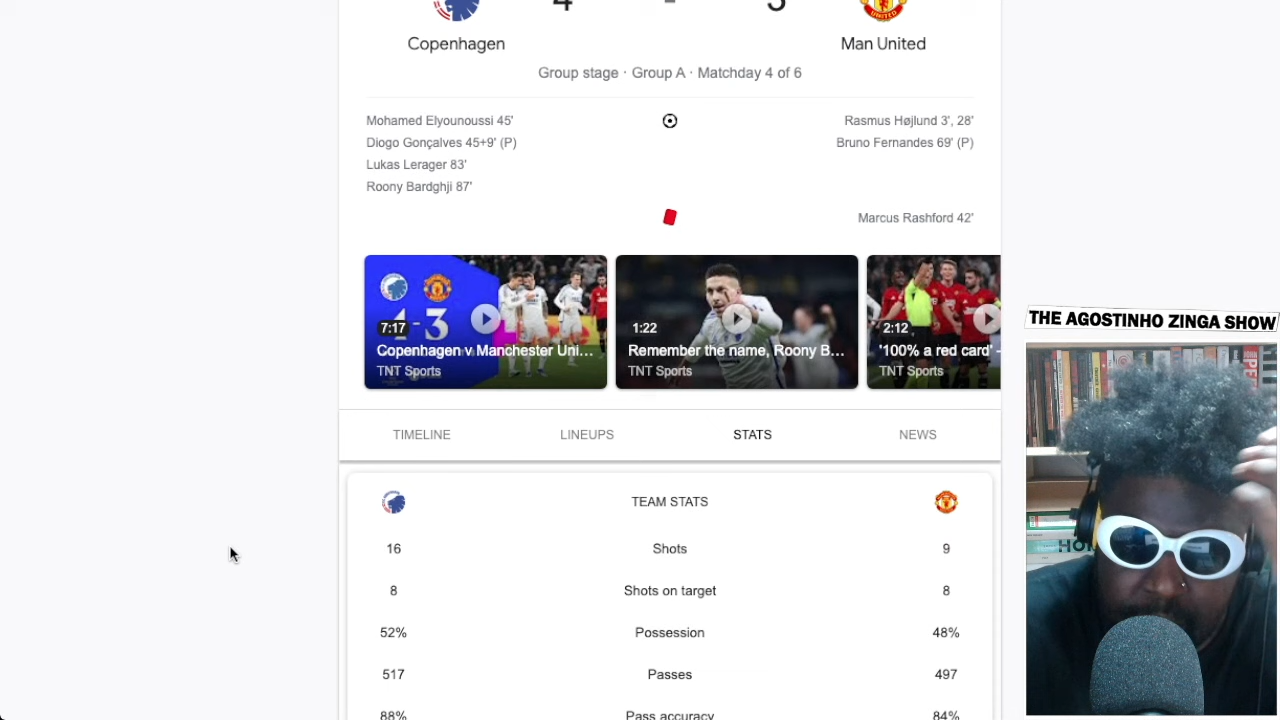 4 - 3
Copenhagen
Man United
Group stage · Group A · Matchday 4 of 6
Mohamed Elyounoussi 45'
Diogo Gonçalves 45+9' (P)
Lukas Lerager 83'
Roony Bardghji 87'
Rasmus Højlund 3', 28'
Bruno Fernandes 69' (P)
Marcus Rashford 42'
4-3
7:17
Copenhagen v Manchester Uni...
TNT Sports
1:22
Remember the name, Roony B...
TNT Sports
2:12
'100% a red card' -
TNT Sports
TIMELINE
LINEUPS
STATS
NEWS
TEAM STATS
16 Shots 9
8 Shots on target 8
52% Possession 48%
517 Passes 497
88% Pass accuracy 84%
THE AGOSTINHO ZINGA SHOW